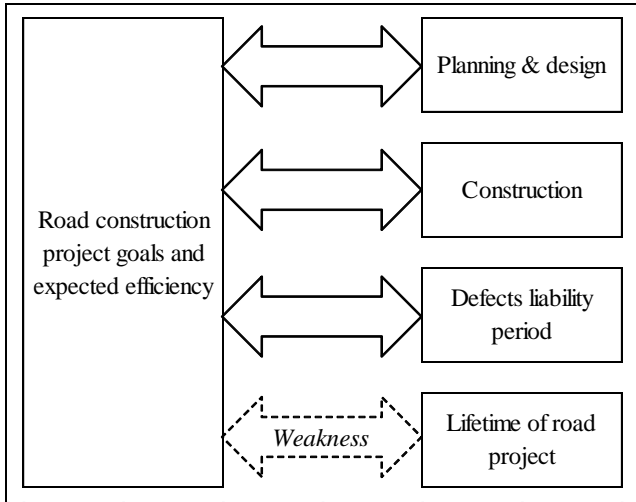 Planning & design
Construction
Road construction
project goals and
expected efficiency
Defects liability
period
Weakness
Lifetime of road
project